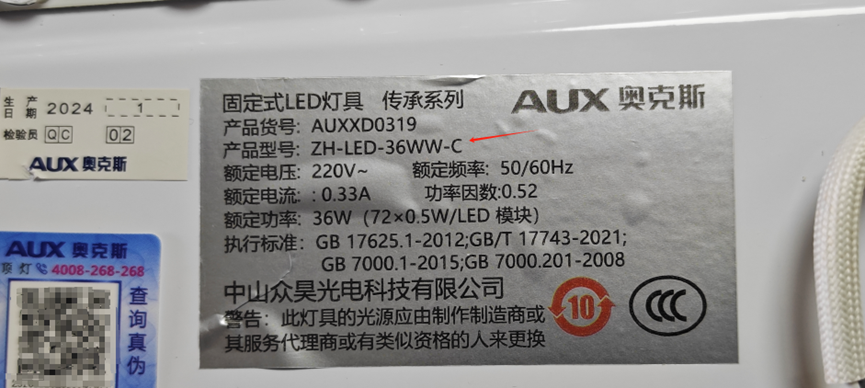 生 产
日 期 2024 1
检验员 QC 02
AUX 奥克斯
AUX 奥克斯
顶 灯 4008-268-268
查询真伪
固定式LED灯具 传承系列
AUX 奥克斯
产品货号: AUXXD0319
产品型号: ZH-LED-36WW-C
额定电压: 220V~ 额定频率: 50/60Hz
额定电流: : 0.33A 功率因数:0.52
额定功率: 36W（72×0.5W/LED 模块）
执行标准: GB 17625.1-2012;GB/T 17743-2021;
GB 7000.1-2015;GB 7000.201-2008
中山众昊光电科技有限公司
警告: 此灯具的光源应由制作制造商或
其服务代理商或有类似资格的人来更换
10
CCC